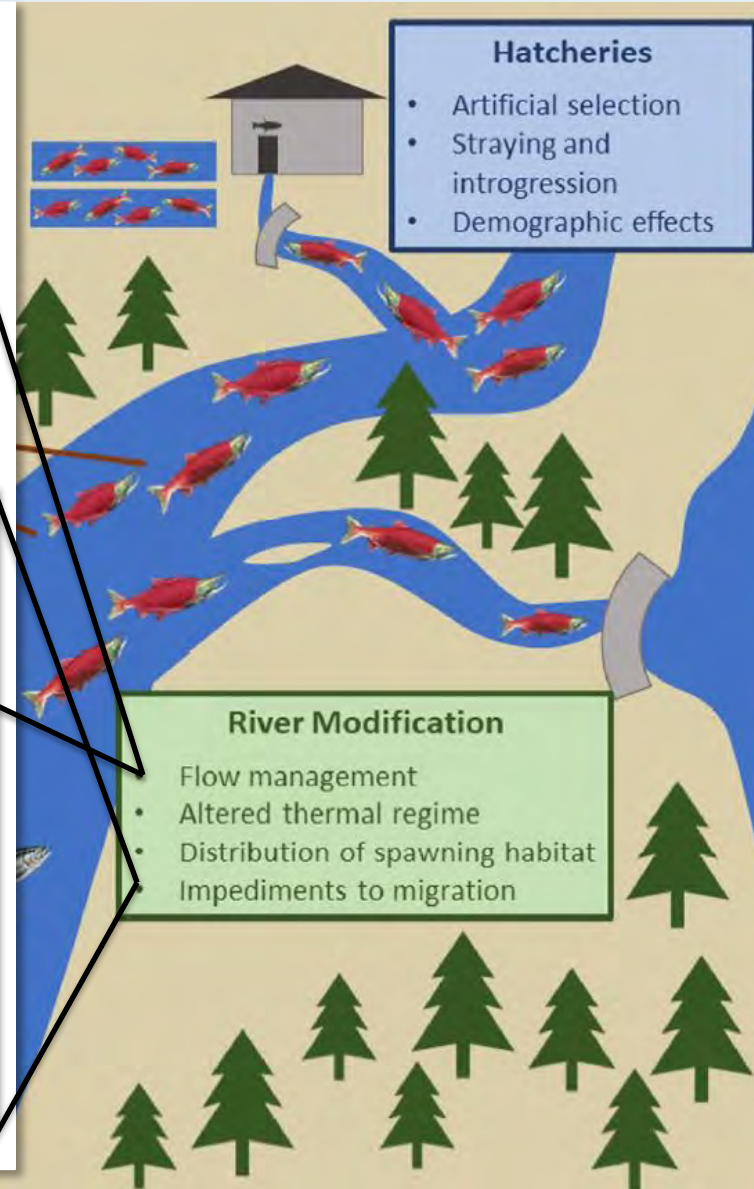 Hatcheries
• Artificial selection
• Straying and
introgression
• Demographic effects
River Modification
Flow management
• Altered thermal regime
• Distribution of spawning habitat
• Impediments to migration